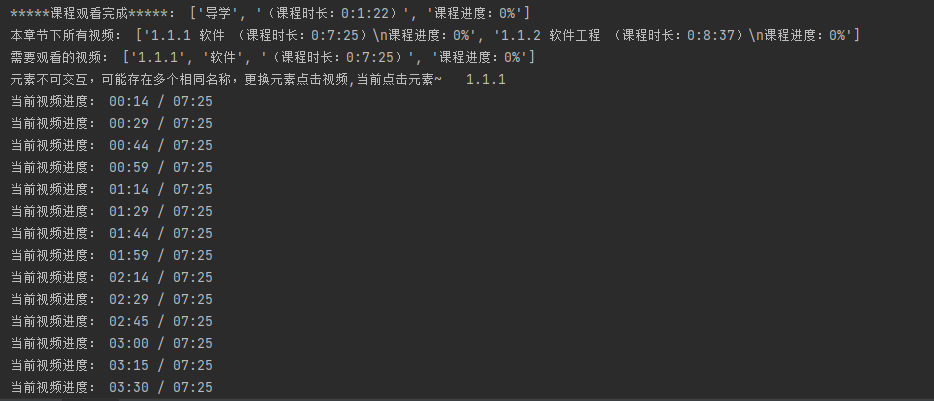 *****课程观看完成*****: ['导学', '（课程时长：0:1:22）', '课程进度：0%']
本章节下所有视频： ['1.1.1 软件 （课程时长：0:7:25）\n课程进度：0%', '1.1.2 软件工程 （课程时长：0:8:37）\n课程进度：0%']
需要观看的视频： ['1.1.1', '软件', '（课程时长：0:7:25）', '课程进度：0%']
元素不可交互，可能存在多个相同名称，更换元素点击视频,当前点击元素~ 1.1.1
当前视频进度： 00:14 / 07:25
当前视频进度： 00:29 / 07:25
当前视频进度： 00:44 / 07:25
当前视频进度： 00:59 / 07:25
当前视频进度： 01:14 / 07:25
当前视频进度： 01:29 / 07:25
当前视频进度： 01:44 / 07:25
当前视频进度： 01:59 / 07:25
当前视频进度： 02:14 / 07:25
当前视频进度： 02:29 / 07:25
当前视频进度： 02:45 / 07:25
当前视频进度： 03:00 / 07:25
当前视频进度： 03:15 / 07:25
当前视频进度： 03:30 / 07:25